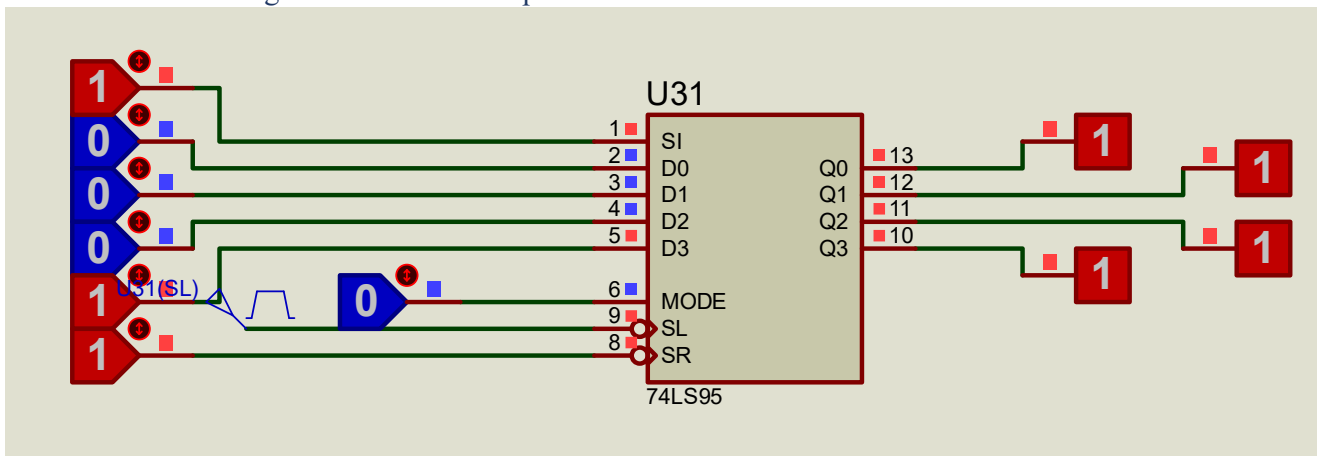 1
U31
0
1 SI
1
2 D0
Q0 13
0
3 D1
Q1 12
1
4 D2
Q2 11
0
5 D3
Q3 10
1
1
1
U31(SL)
0
6 MODE
9 SL
1
8 SR
74LS95